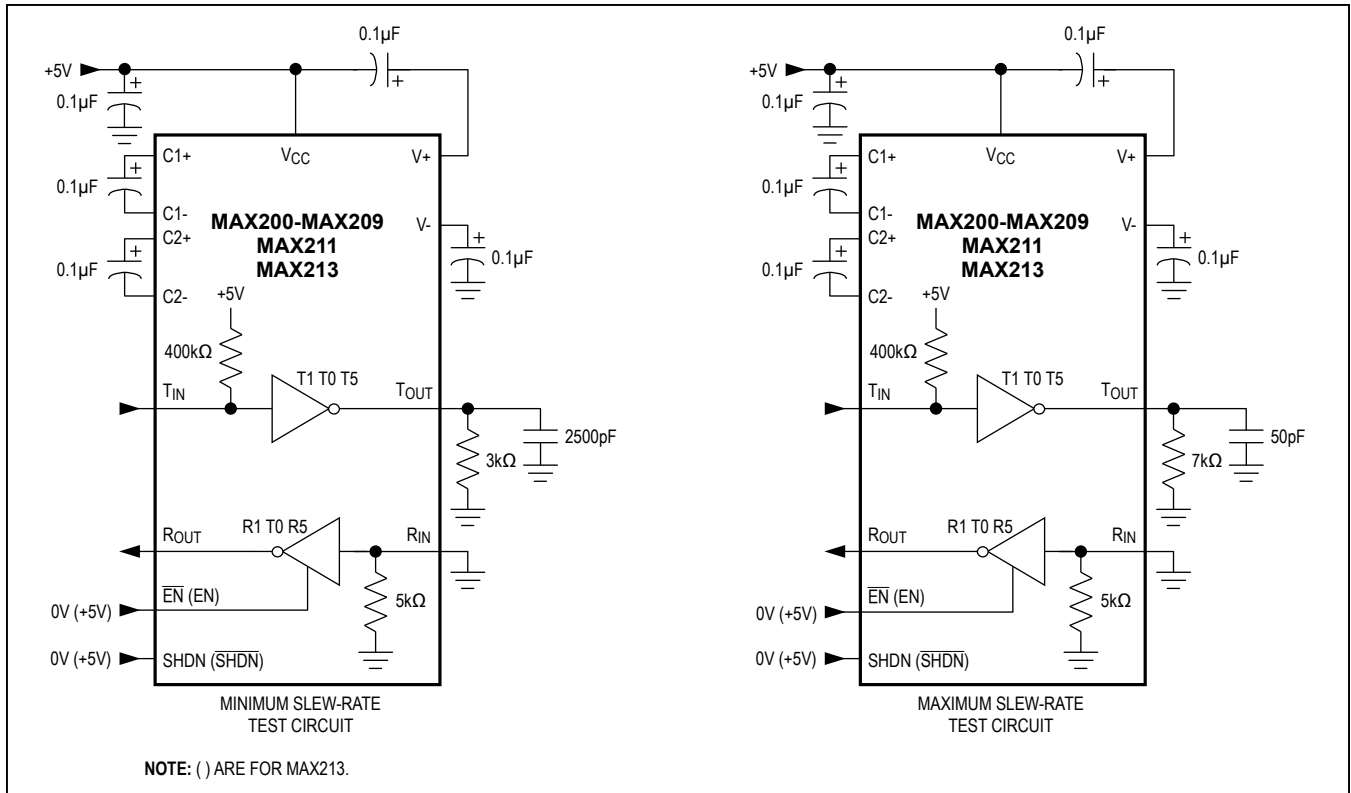 0.1µF
+5V
0.1µF
C1+
VCC
V+
0.1µF
C1-
MAX200-MAX209
MAX211
MAX213
V-
C2+
0.1µF
0.1µF
C2-
+5V
400kΩ
TIN
T1 T0 T5
TOUT
2500pF
3kΩ
ROUT
R1 T0 R5
RIN
E̅N̅ (EN)
0V (+5V)
5kΩ
0V (+5V)
SHDN (S̅H̅D̅N̅)
MINIMUM SLEW-RATE
TEST CIRCUIT
0.1µF
+5V
0.1µF
C1+
VCC
V+
0.1µF
C1-
MAX200-MAX209
MAX211
MAX213
V-
C2+
0.1µF
0.1µF
C2-
+5V
400kΩ
TIN
T1 T0 T5
TOUT
50pF
7kΩ
ROUT
R1 T0 R5
RIN
E̅N̅ (EN)
0V (+5V)
5kΩ
0V (+5V)
SHDN (S̅H̅D̅N̅)
MAXIMUM SLEW-RATE
TEST CIRCUIT
NOTE: ( ) ARE FOR MAX213.